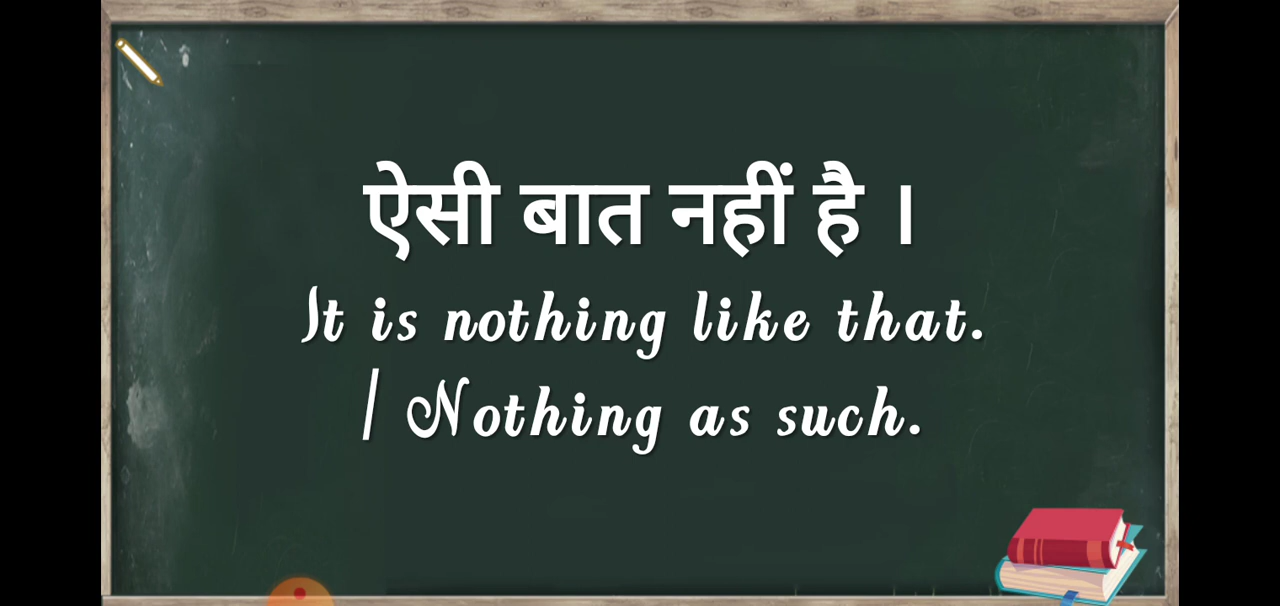 ऐसी बात नहीं है ।
It is nothing like that.
| Nothing as such.